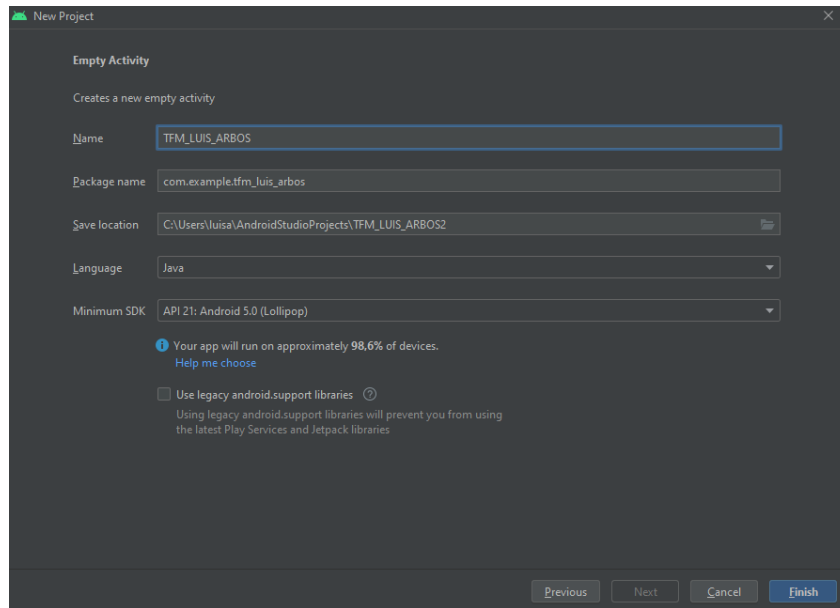 New Project
Empty Activity
Creates a new empty activity
Name TFM_LUIS_ARBOS
Package name com.example.tfm_luis_arbos
Save location C:\Users\luisa\AndroidStudioProjects\TFM_LUIS_ARBOS2
Language Java
Minimum SDK API 21: Android 5.0 (Lollipop)
Your app will run on approximately 98,6% of devices.
Help me choose
Use legacy android.support libraries ?
Using legacy android.support libraries will prevent you from using
the latest Play Services and Jetpack libraries
Previous Next Cancel Finish